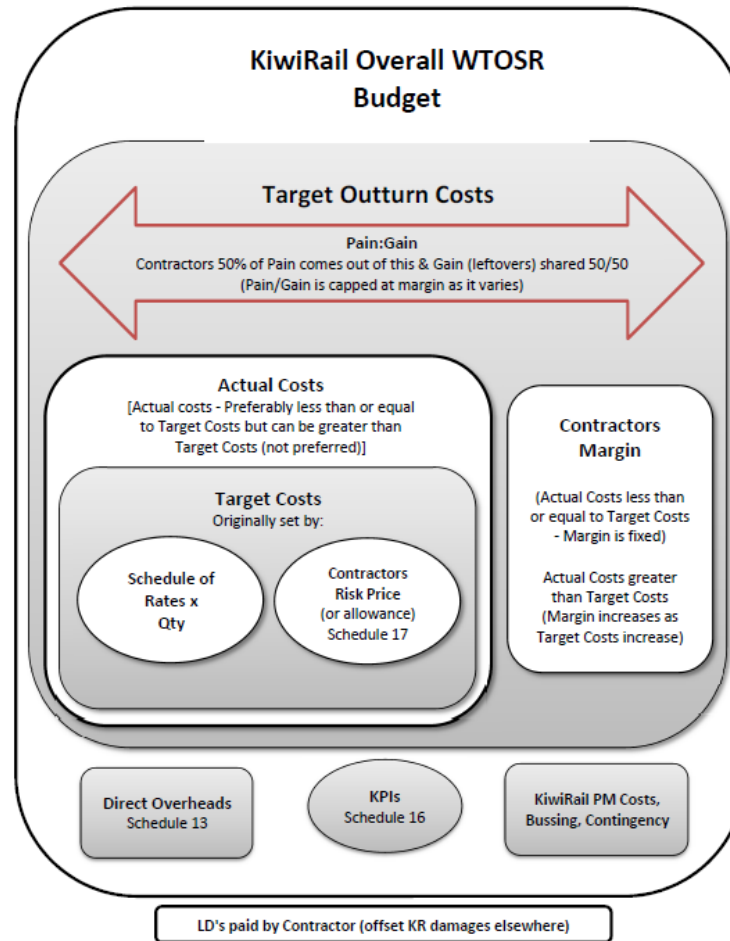 KiwiRail Overall WTOSR
Budget
Target Outturn Costs
Pain:Gain
Contractors 50% of Pain comes out of this & Gain (leftovers) shared 50/50
(Pain/Gain is capped at margin as it varies)
Actual Costs
[Actual costs - Preferably less than or equal
to Target Costs but can be greater than
Target Costs (not preferred)]
Target Costs
Originally set by:
Schedule of
Rates x
Qty
Contractors
Risk Price
(or allowance)
Schedule 17
Contractors
Margin
(Actual Costs less than
or equal to Target Costs
- Margin is fixed)
Actual Costs greater
than Target Costs
(Margin increases as
Target Costs increase)
Direct Overheads
Schedule 13
KPIs
Schedule 16
KiwiRail PM Costs,
Bussing, Contingency
LD's paid by Contractor (offset KR damages elsewhere)